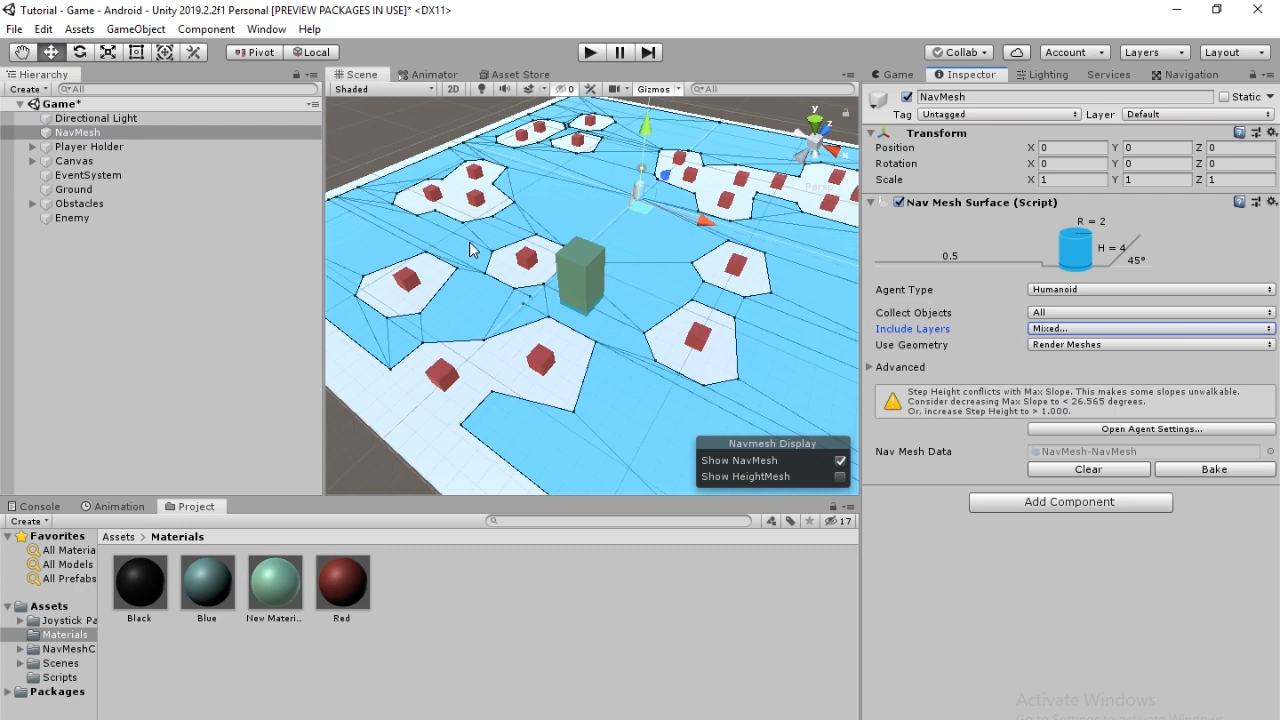 Tutorial - Game - Android - Unity 2019.2.2f1 Personal [PREVIEW PACKAGES IN USE]* <DX11>
File Edit Assets GameObject Component Window Help
Pivot Local Collab Account Layers Layout
Hierarchy
Create All
Game*
Directional Light
NavMesh
Player Holder
Canvas
EventSystem
Ground
Obstacles
Enemy
Scene Animator Asset Store
Shaded 2D 0 Gizmos All
y
z
x
Persp
Navmesh Display
Show NavMesh
Show HeightMesh
Game Inspector Lighting Services Navigation
NavMesh Static
Tag Untagged Layer Default
Transform
Position X 0 Y 0 Z 0
Rotation X 0 Y 0 Z 0
Scale X 1 Y 1 Z 1
Nav Mesh Surface (Script)
R = 2
0.5 H = 4 45°
Agent Type Humanoid
Collect Objects All
Include Layers Mixed...
Use Geometry Render Meshes
Advanced
Step Height conflicts with Max Slope. This makes some slopes unwalkable.
Consider decreasing Max Slope to < 26.565 degrees.
Or, increase Step Height to > 1.000.
Open Agent Settings...
Nav Mesh Data NavMesh-NavMesh
Clear Bake
Add Component
Console Animation Project
Create 17
Favorites
All Materia
All Models
All Prefabs
Assets
Joystick Pa
Materials
NavMeshC
Scenes
Scripts
Packages
Assets > Materials
Black Blue New Materi... Red
Activate Windows
Go to Settings to activate Windows.